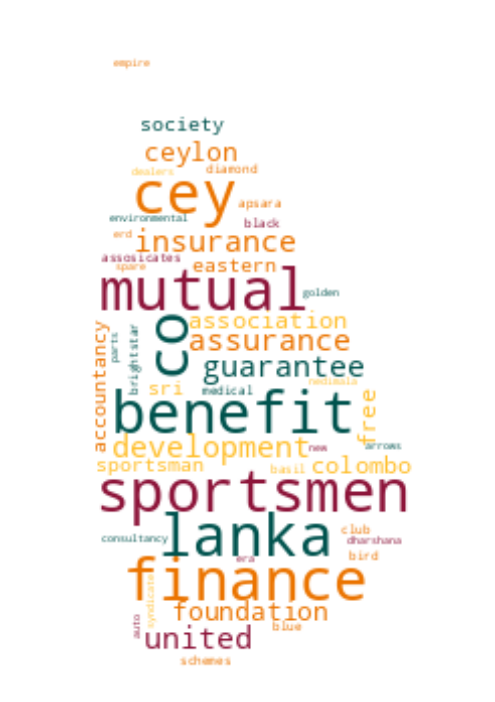 empire
society
ceylon
dealers
diamond
cey
apsara
environmental
black
erd
insurance
assosicates
spare
eastern
mutual
golden
co
association
accountancy
parts
brightstar
assurance
guarantee
nedimala
sri
medical
free
benefit
development
new
arrows
sportsman
basil
colombo
sportsmen
lanka
club
consultancy
dharshana
era
bird
finance
syndicate
foundation
auto
blue
united
schemes